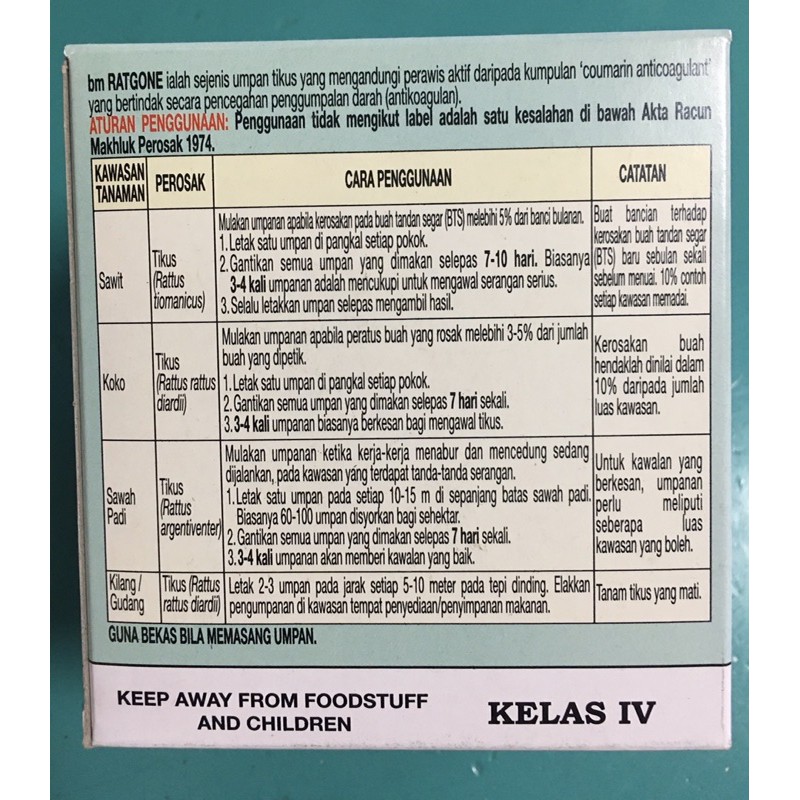 bm RATGONE ialah sejenis umpan tikus yang mengandungi perawis aktif daripada kumpulan 'coumarin anticoagulant'
yang bertindak secara pencegahan penggumpalan darah (antikoagulan).
ATURAN PENGGUNAAN: Penggunaan tidak mengikut label adalah satu kesalahan di bawah Akta Racun
Makhluk Perosak 1974.
KAWASAN
TANAMAN
PEROSAK
CARA PENGGUNAAN
CATATAN
Sawit
Tikus
(Rattus
tiomanicus)
Mulakan umpanan apabila kerosakan pada buah tandan segar (BTS) melebihi 5% dari banci bulanan.
1. Letak satu umpan di pangkal setiap pokok.
2. Gantikan semua umpan yang dimakan selepas 7-10 hari. Biasanya
3-4 kali umpanan adalah mencukupi untuk mengawal serangan serius.
3. Selalu letakkan umpan selepas mengambil hasil.
Buat bancian terhadap
kerosakan buah tandan segar
(BTS) baru sebulan sekali
sebelum menuai. 10% contoh
setiap kawasan memadai.
Koko
Tikus
(Rattus rattus
diardii)
Mulakan umpanan apabila peratus buah yang rosak melebihi 3-5% dari jumlah
buah yang dipetik.
1. Letak satu umpan di pangkal setiap pokok.
2. Gantikan semua umpan yang dimakan selepas 7 hari sekali.
3. 3-4 kali umpanan biasanya berkesan bagi mengawal tikus.
Kerosakan buah
hendaklah dinilai dalam
10% daripada jumlah
luas kawasan.
Sawah
Padi
Tikus
(Rattus
argentiventer)
Mulakan umpanan ketika kerja-kerja menabur dan mencedung sedang
dijalankan, pada kawasan yang terdapat tanda-tanda serangan.
1. Letak satu umpan pada setiap 10-15 m di sepanjang batas sawah padi.
Biasanya 60-100 umpan disyorkan bagi sehektar.
2. Gantikan semua umpan yang dimakan selepas 7 hari sekali.
3. 3-4 kali umpanan akan memberi kawalan yang baik.
Untuk kawalan yang
berkesan, umpanan
perlu meliputi
seberapa luas
kawasan yang boleh.
Kilang/
Gudang
Tikus (Rattus
rattus diardii)
Letak 2-3 umpan pada jarak setiap 5-10 meter pada tepi dinding. Elakkan
pengumpanan di kawasan tempat penyediaan/penyimpanan makanan.
Tanam tikus yang mati.
GUNA BEKAS BILA MEMASANG UMPAN.
KEEP AWAY FROM FOODSTUFF
AND CHILDREN
KELAS IV